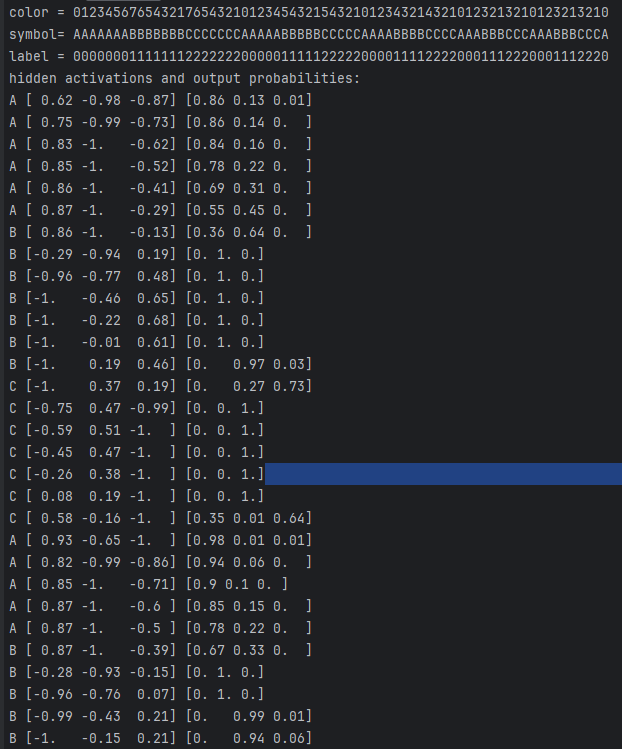 color = 0123456765432176543210123454321543210123432143210123213210123213210
symbol= AAAAAAABBBBBBBCCCCCCCAAAAABBBBBCCCCCAAAABBBBCCCCAAABBBCCCAAABBBCCCA
label = 0000000111111122222220000011111222220000111122220001112220001112220
hidden activations and output probabilities:
A [ 0.62 -0.98 -0.87] [0.86 0.13 0.01]
A [ 0.75 -0.99 -0.73] [0.86 0.14 0.  ]
A [ 0.83 -1.   -0.62] [0.84 0.16 0.  ]
A [ 0.85 -1.   -0.52] [0.78 0.22 0.  ]
A [ 0.86 -1.   -0.41] [0.69 0.31 0.  ]
A [ 0.87 -1.   -0.29] [0.55 0.45 0.  ]
B [ 0.86 -1.   -0.13] [0.36 0.64 0.  ]
B [-0.29 -0.94  0.19] [0. 1. 0.]
B [-0.96 -0.77  0.48] [0. 1. 0.]
B [-1.   -0.46  0.65] [0. 1. 0.]
B [-1.   -0.22  0.68] [0. 1. 0.]
B [-1.   -0.01  0.61] [0. 1. 0.]
B [-1.    0.19  0.46] [0.   0.97 0.03]
C [-1.    0.37  0.19] [0.   0.27 0.73]
C [-0.75  0.47 -0.99] [0. 0. 1.]
C [-0.59  0.51 -1.  ] [0. 0. 1.]
C [-0.45  0.47 -1.  ] [0. 0. 1.]
C [-0.26  0.38 -1.  ] [0. 0. 1.]
C [ 0.08  0.19 -1.  ] [0. 0. 1.]
C [ 0.58 -0.16 -1.  ] [0.35 0.01 0.64]
A [ 0.93 -0.65 -1.  ] [0.98 0.01 0.01]
A [ 0.82 -0.99 -0.86] [0.94 0.06 0.  ]
A [ 0.85 -1.   -0.71] [0.9 0.1 0. ]
A [ 0.87 -1.   -0.6 ] [0.85 0.15 0.  ]
A [ 0.87 -1.   -0.5 ] [0.78 0.22 0.  ]
B [ 0.87 -1.   -0.39] [0.67 0.33 0.  ]
B [-0.28 -0.93 -0.15] [0. 1. 0.]
B [-0.96 -0.76  0.07] [0. 1. 0.]
B [-0.99 -0.43  0.21] [0.   0.99 0.01]
B [-1.   -0.15  0.21] [0.   0.94 0.06]